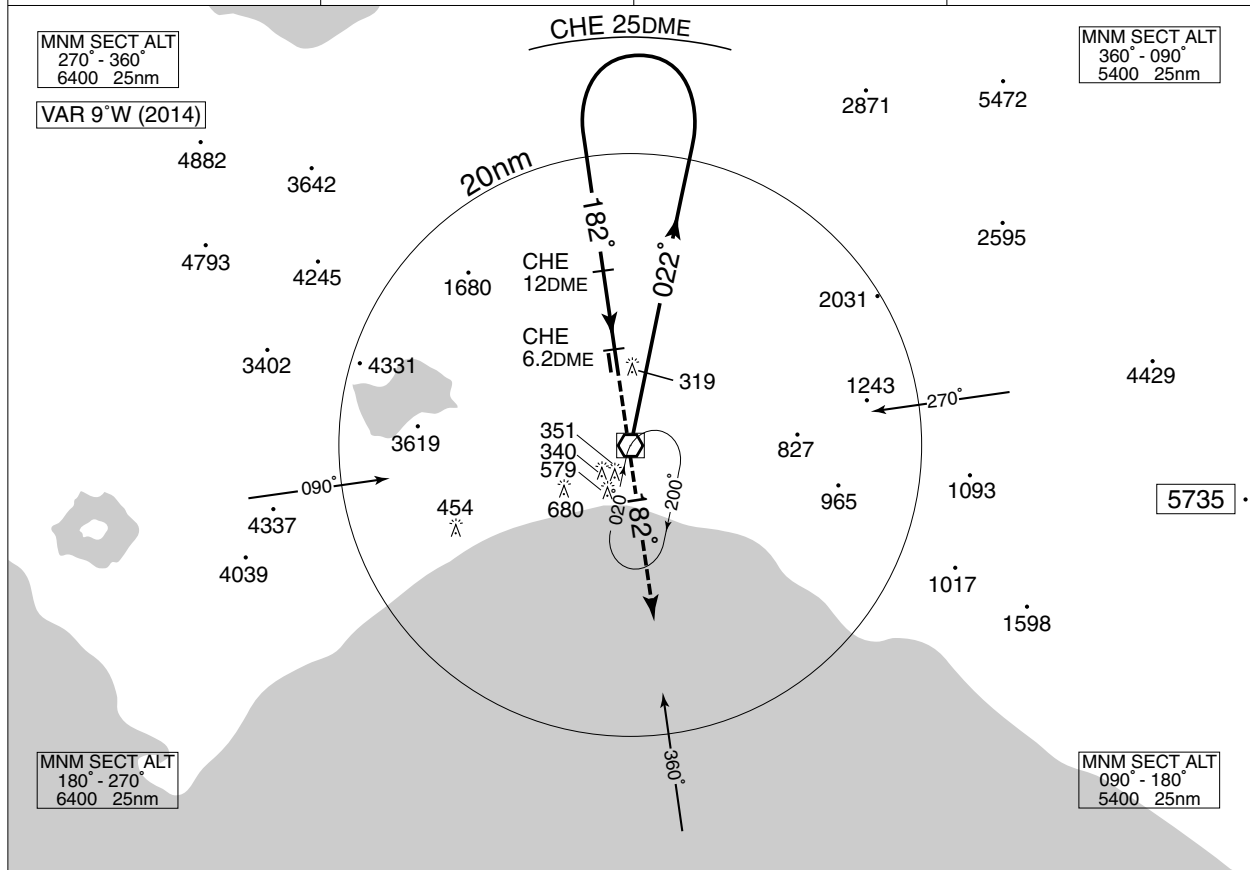 CHE 25DME
MNM SECT ALT
270° - 360°
6400 25nm
MNM SECT ALT
360° - 090°
5400 25nm
VAR 9°W (2014)
2871
5472
4882
3642
20nm
182°
022°
2595
4793
4245
1680
CHE
12DME
2031
CHE
6.2DME
3402
4331
319
4429
1243
270°
3619
351
340
579
827
090°
454
680
020°
200°
182°
965
1093
5735
4337
4039
1017
1598
360°
MNM SECT ALT
180° - 270°
6400 25nm
MNM SECT ALT
090° - 180°
5400 25nm